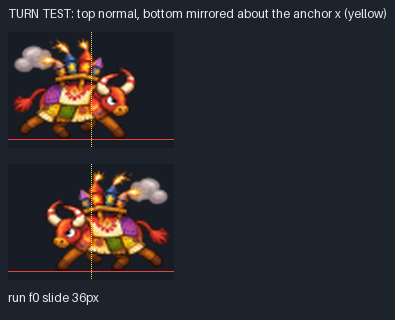 TURN TEST: top normal, bottom mirrored about the anchor x (yellow)
run f0 slide 36px